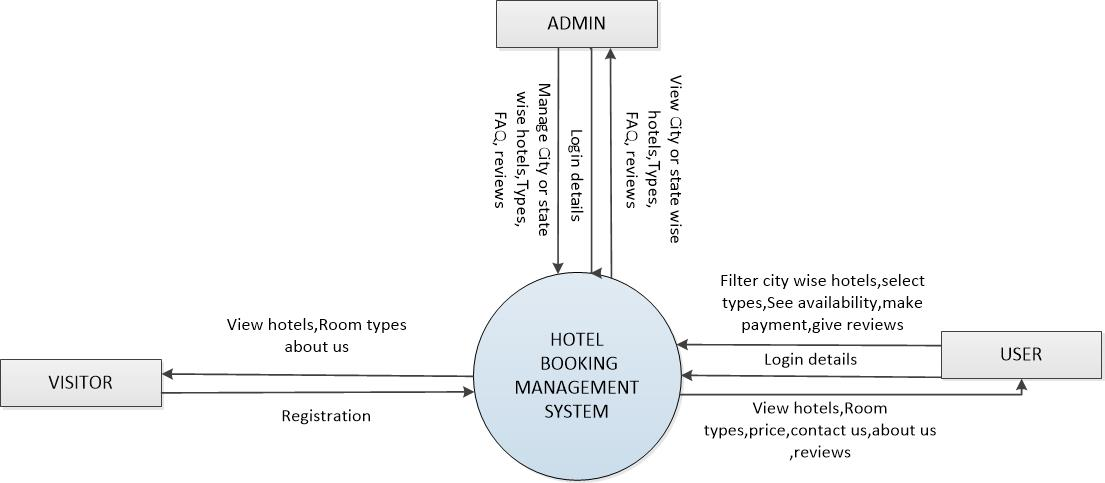 ADMIN
Manage City or state
wise hotels,Types,
FAQ, reviews
Login details
View City or state wise
hotels,Types,
FAQ, reviews
Filter city wise hotels,select
types,See availability,make
payment,give reviews
View hotels,Room types
about us
HOTEL
BOOKING
MANAGEMENT
SYSTEM
USER
Login details
VISITOR
Registration
View hotels,Room
types,price,contact us,about us
,reviews